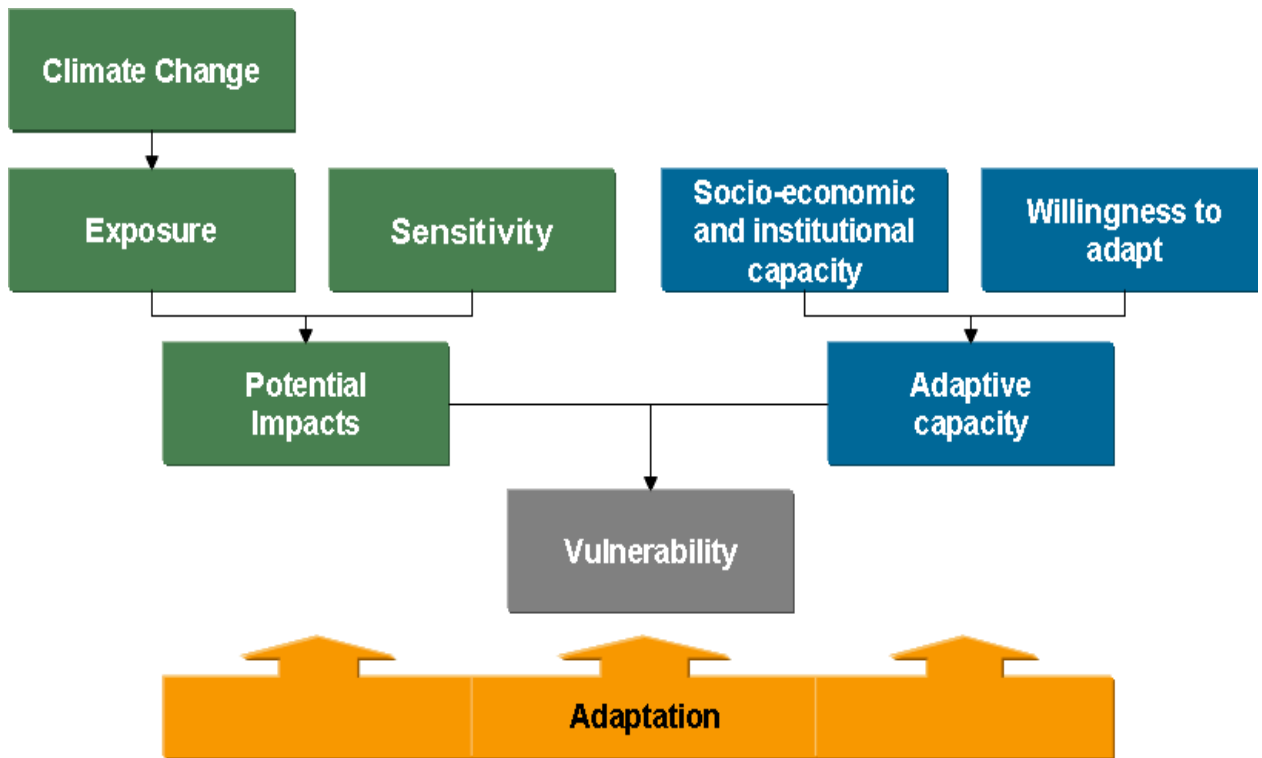 Climate Change
Exposure
Sensitivity
Socio-economic
and institutional
capacity
Willingness to
adapt
Potential
Impacts
Adaptive
capacity
Vulnerability
Adaptation